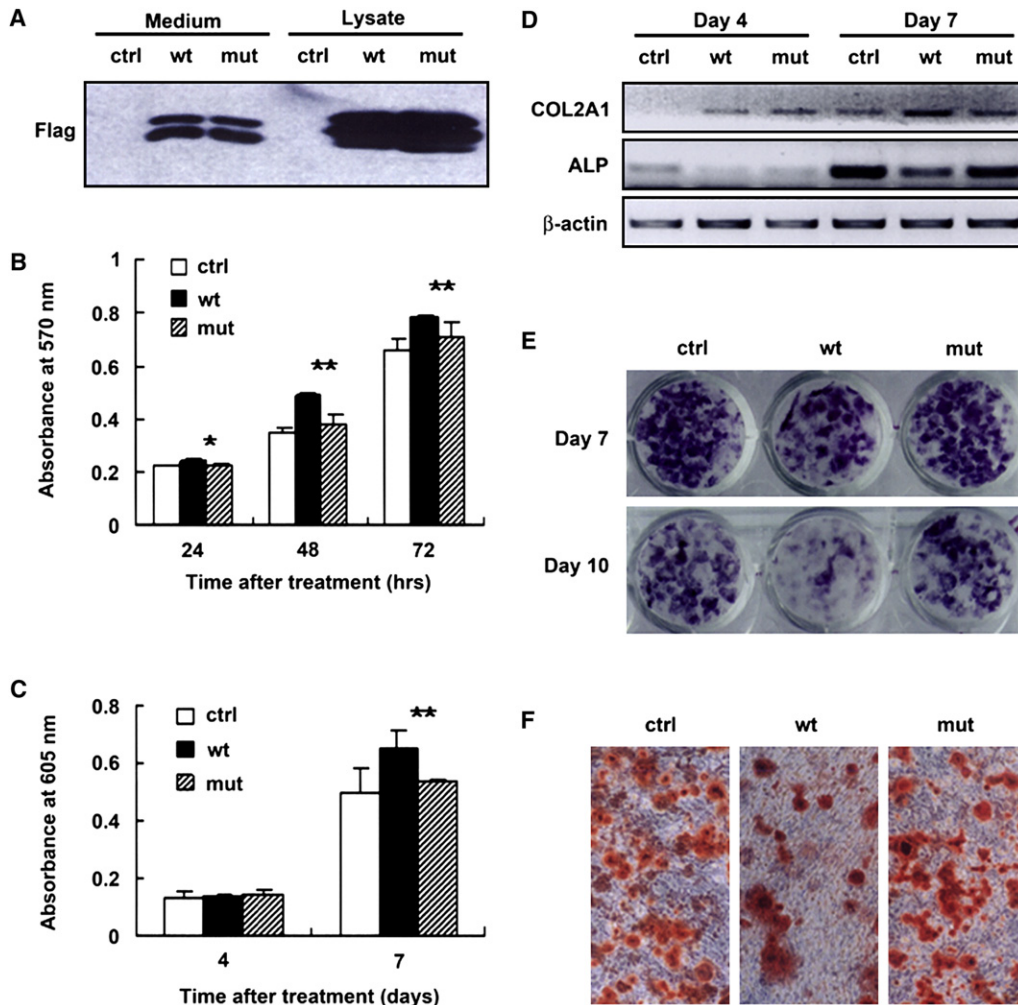 A
Medium Lysate
ctrl wt mut ctrl wt mut
Flag
B
Absorbance at 570 nm
ctrl
wt
mut
1
0.8
0.6
0.4
0.2
0
*
**
**
24 48 72
Time after treatment (hrs)
C
Absorbance at 605 nm
ctrl
wt
mut
0.8
0.6
0.4
0.2
0
**
4 7
Time after treatment (days)
D
Day 4 Day 7
ctrl wt mut ctrl wt mut
COL2A1
ALP
β-actin
E
ctrl wt mut
Day 7
Day 10
F
ctrl wt mut